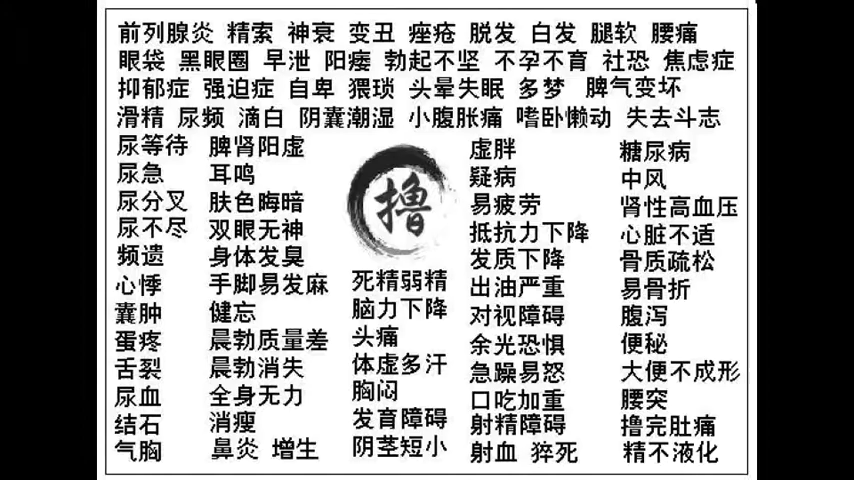 前列腺炎 精索 神衰 变丑 痤疮 脱发 白发 腿软 腰痛
眼袋 黑眼圈 早泄 阳痿 勃起不坚 不孕不育 社恐 焦虑症
抑郁症 强迫症 自卑 猥琐 头晕失眠 多梦 脾气变坏
滑精 尿频 滴白 阴囊潮湿 小腹胀痛 嗜卧懒动 失去斗志
尿等待
尿急
尿分叉
尿不尽
频遗
心悸
囊肿
蛋疼
舌裂
尿血
结石
气胸
脾肾阳虚
耳鸣
肤色晦暗
双眼无神
身体发臭
手脚易发麻
健忘
晨勃质量差
晨勃消失
全身无力
消瘦
鼻炎 增生
撸
死精弱精
脑力下降
头痛
体虚多汗
胸闷
发育障碍
阴茎短小
虚胖
疑病
易疲劳
抵抗力下降
发质下降
出油严重
对视障碍
余光恐惧
急躁易怒
口吃加重
射精障碍
射血 猝死
糖尿病
中风
肾性高血压
心脏不适
骨质疏松
易骨折
腹泻
便秘
大便不成形
腰突
撸完肚痛
精不液化